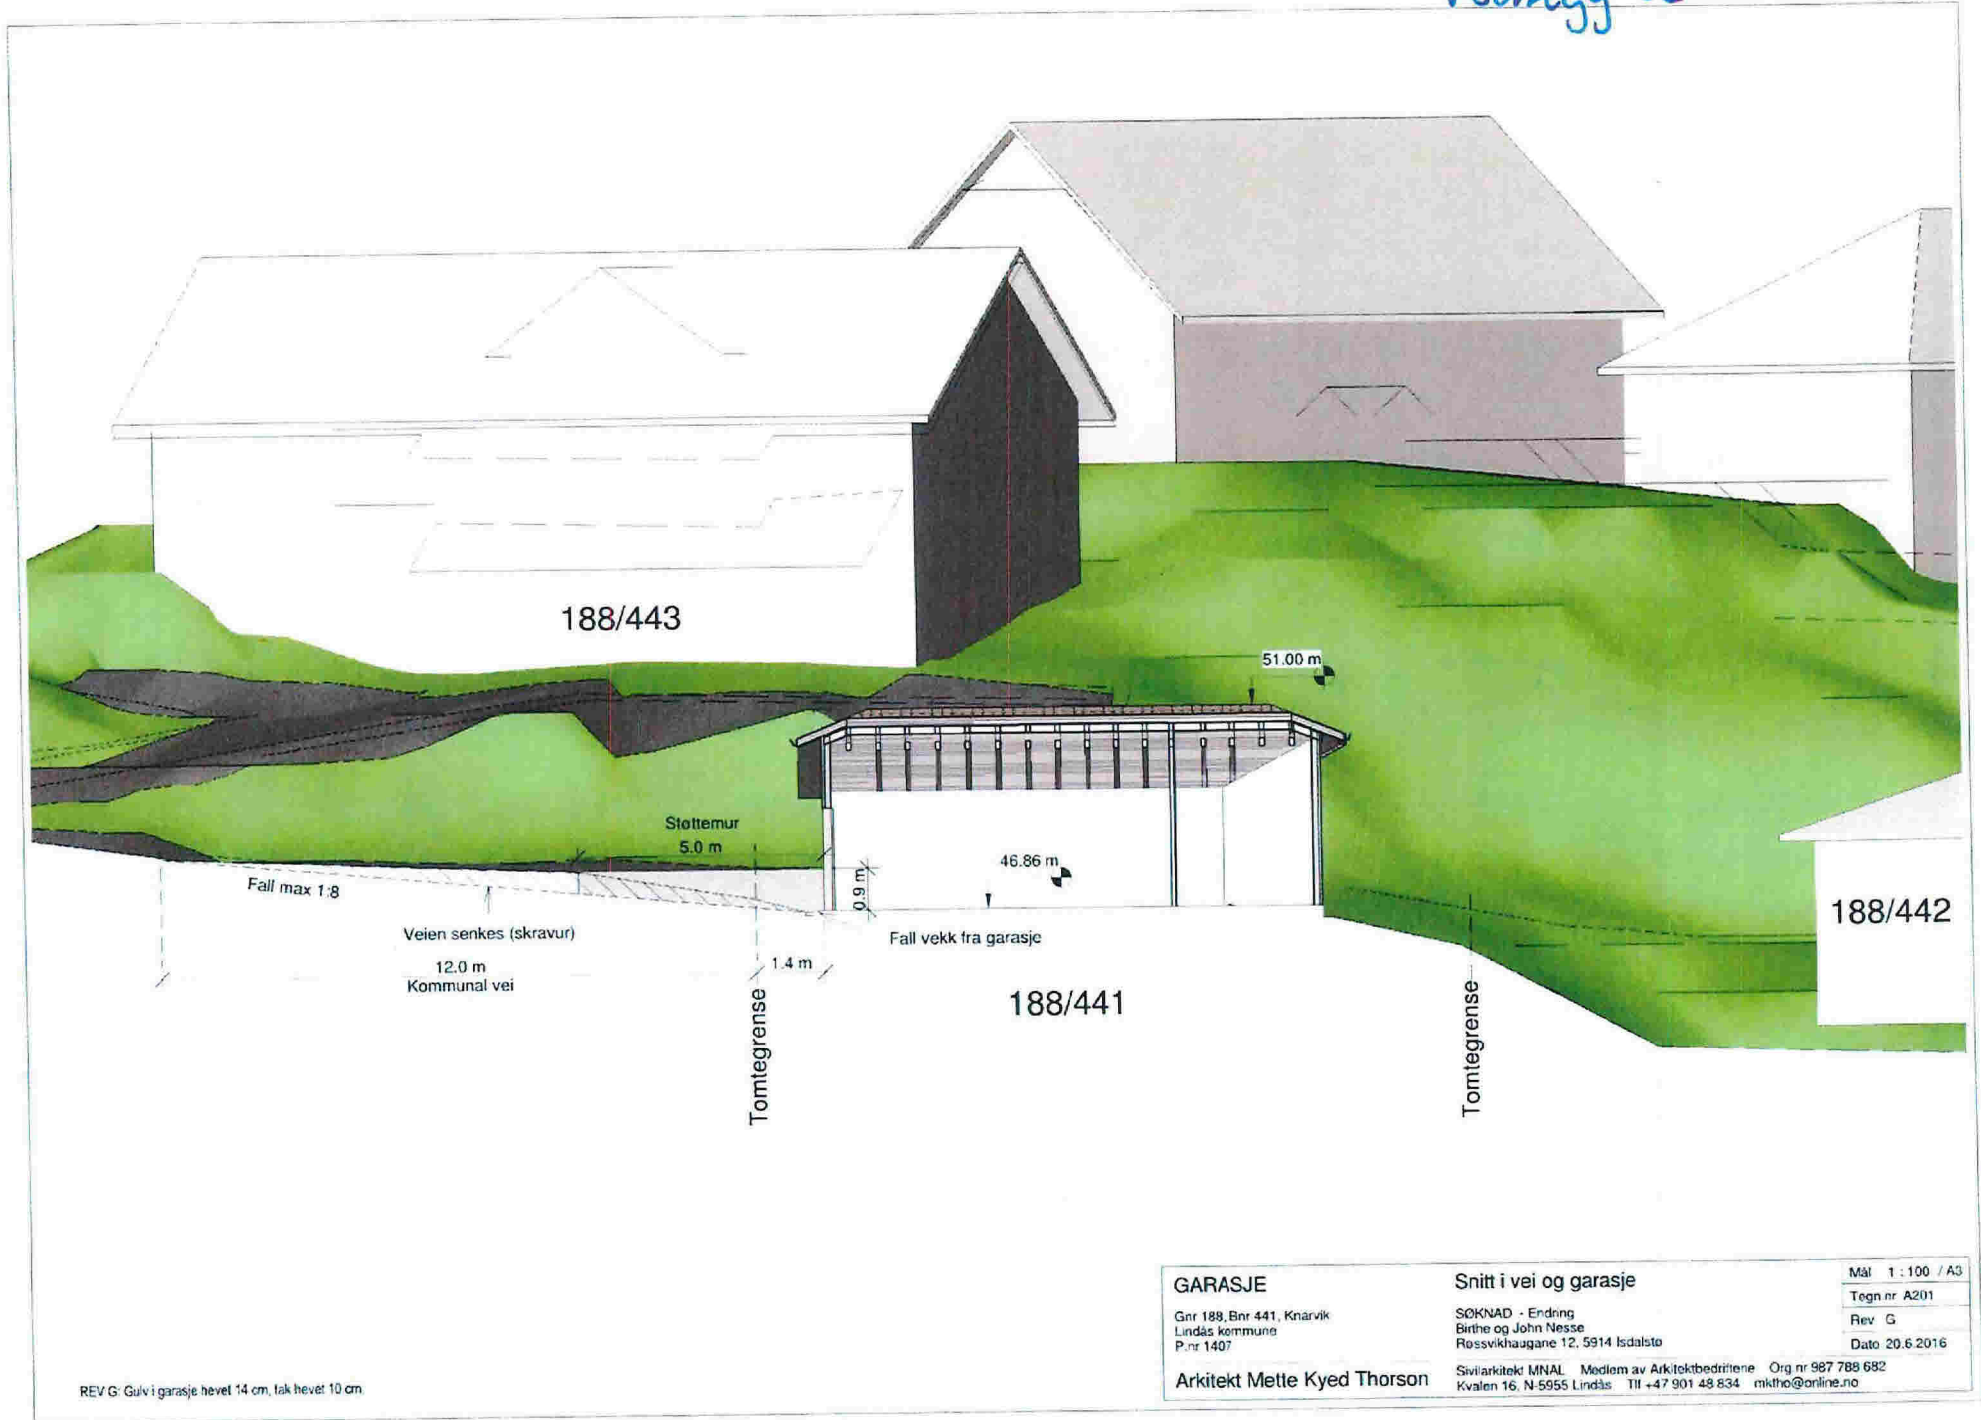 188/443
51.00 m
Støttemur
5.0 m
46.86 m
0.9 m
Fall max 1:8
188/442
Veien senkes (skravur)
Fall vekk fra garasje
12.0 m
1.4 m
Kommunal vei
188/441
Tomtegrense
Tomtegrense
GARASJE
Gnr 188, Bnr 441, Knarvik
Lindås kommune
P.nr 1407
Arkitekt Mette Kyed Thorson
Snitt i vei og garasje
SØKNAD - Endring
Birthe og John Nesse
Røssvikhaugane 12, 5914 Isdalstø
Sivilarkitekt MNAL Medlem av Arkitektbedriftene Org.nr 987 788 682
Kvalen 16, N-5955 Lindås Tlf +47 901 48 834 mktho@online.no
Mål 1 : 100 / A3
Tegn nr A201
Rev G
Dato 20.6.2016
REV G: Gulv i garasje hevet 14 cm, tak hevet 10 cm